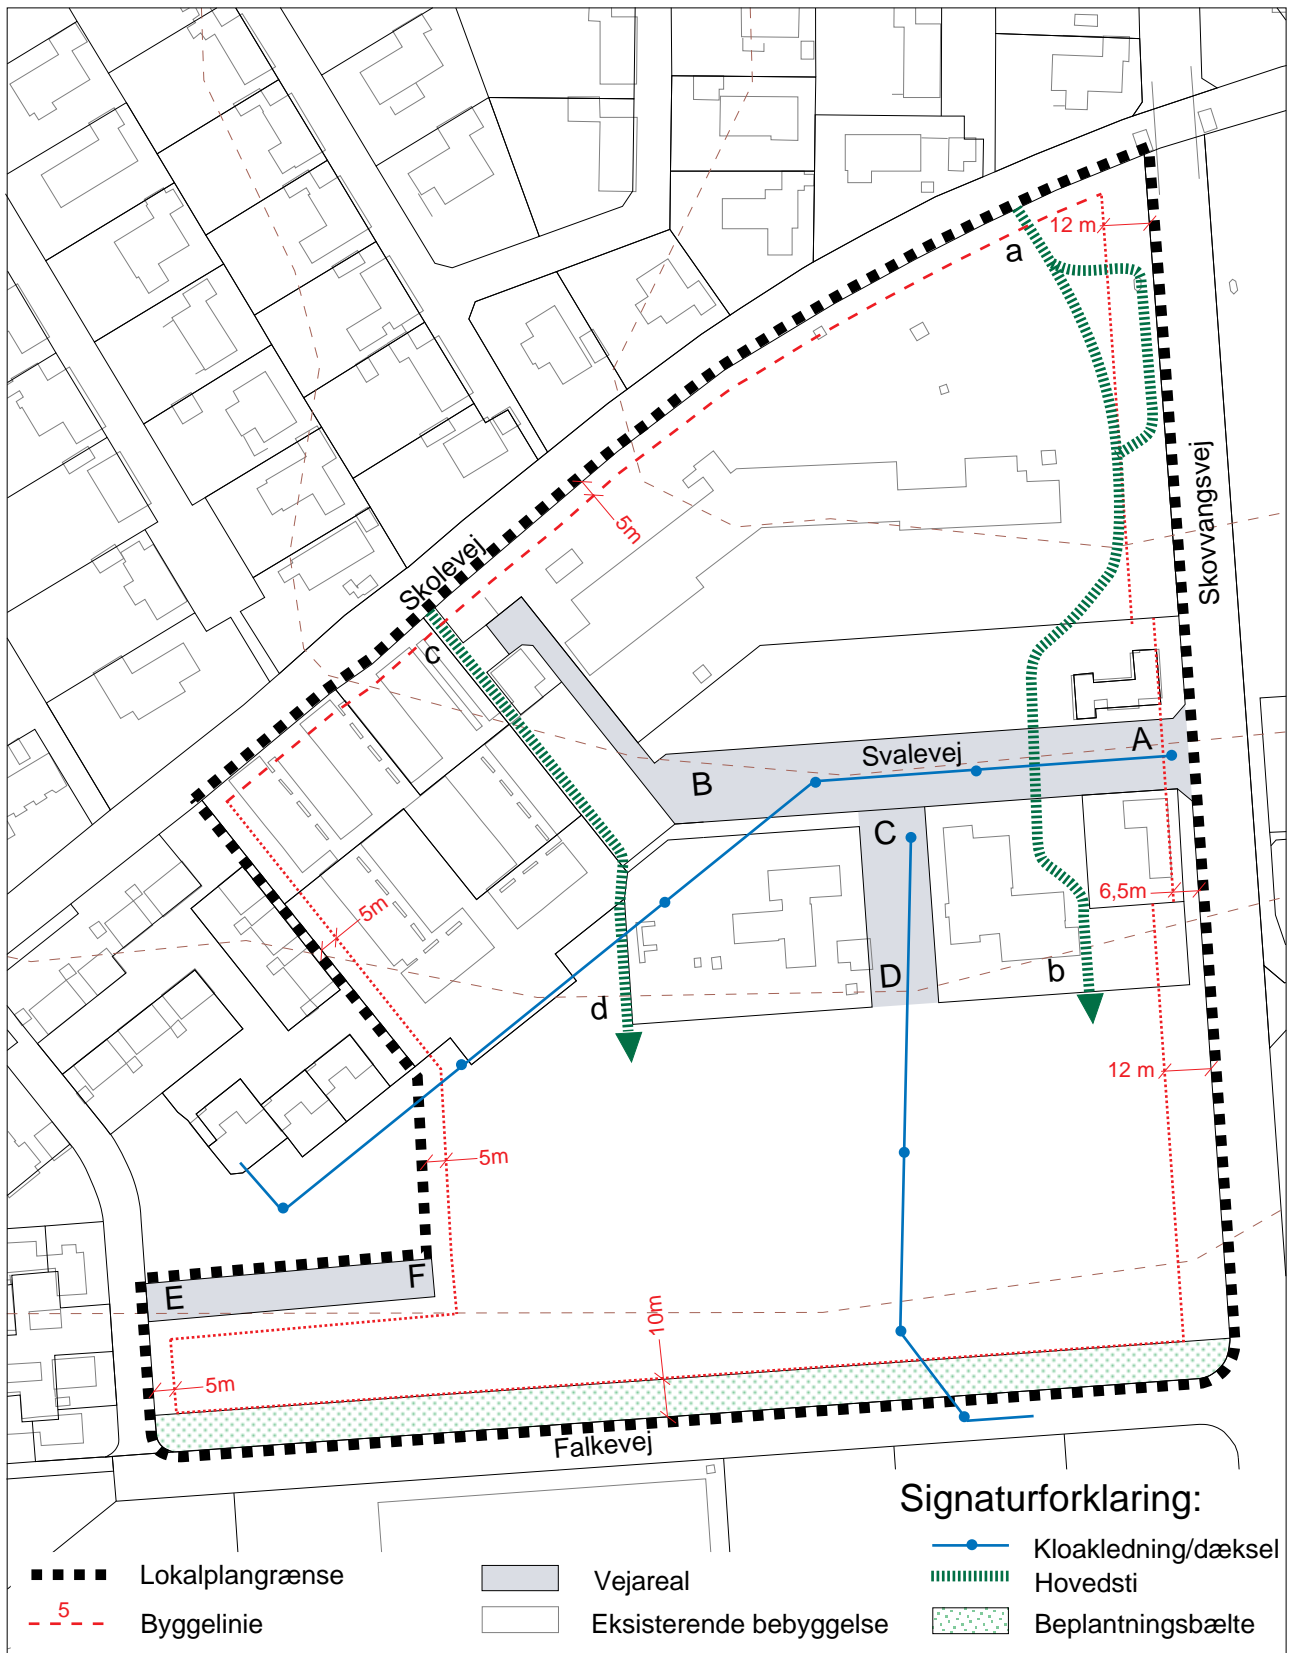 12 m
a
Skovvangsvej
5m
Skolevej
c
A
Svalevej
B
C
6,5m
5m
b
D
d
12 m
5m
F
E
10m
5m
Falkevej
Signaturforklaring:
Kloakledning/dæksel
Lokalplangrænse
Vejareal
Hovedsti
5
Byggelinie
Eksisterende bebyggelse
Beplantningsbælte